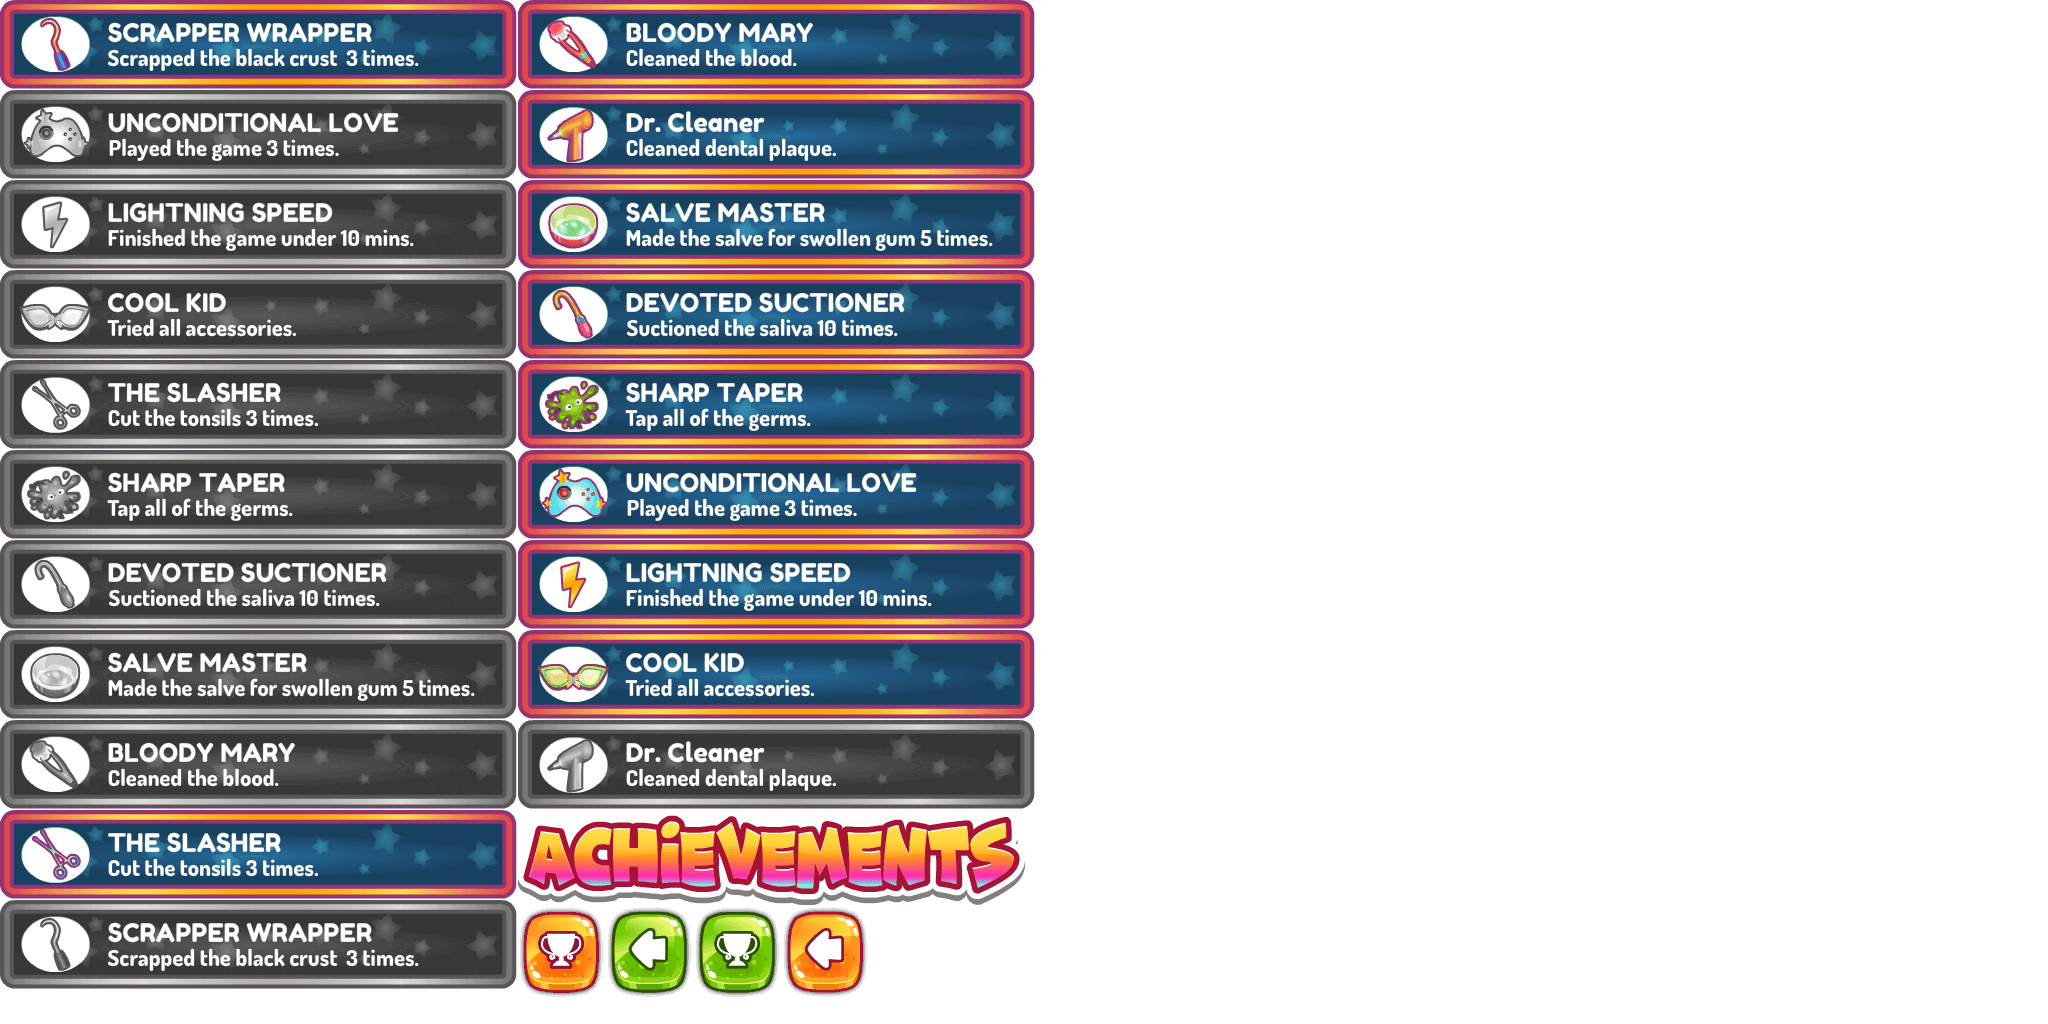 SCRAPPER WRAPPER
Scrapped the black crust  3 times.
UNCONDITIONAL LOVE
Played the game 3 times.
LIGHTNING SPEED
Finished the game under 10 mins.
COOL KID
Tried all accessories.
THE SLASHER
Cut the tonsils 3 times.
SHARP TAPER
Tap all of the germs.
DEVOTED SUCTIONER
Suctioned the saliva 10 times.
SALVE MASTER
Made the salve for swollen gum 5 times.
BLOODY MARY
Cleaned the blood.
THE SLASHER
Cut the tonsils 3 times.
SCRAPPER WRAPPER
Scrapped the black crust  3 times.
BLOODY MARY
Cleaned the blood.
Dr. Cleaner
Cleaned dental plaque.
SALVE MASTER
Made the salve for swollen gum 5 times.
DEVOTED SUCTIONER
Suctioned the saliva 10 times.
SHARP TAPER
Tap all of the germs.
UNCONDITIONAL LOVE
Played the game 3 times.
LIGHTNING SPEED
Finished the game under 10 mins.
COOL KID
Tried all accessories.
Dr. Cleaner
Cleaned dental plaque.
ACHiEVEMENTS